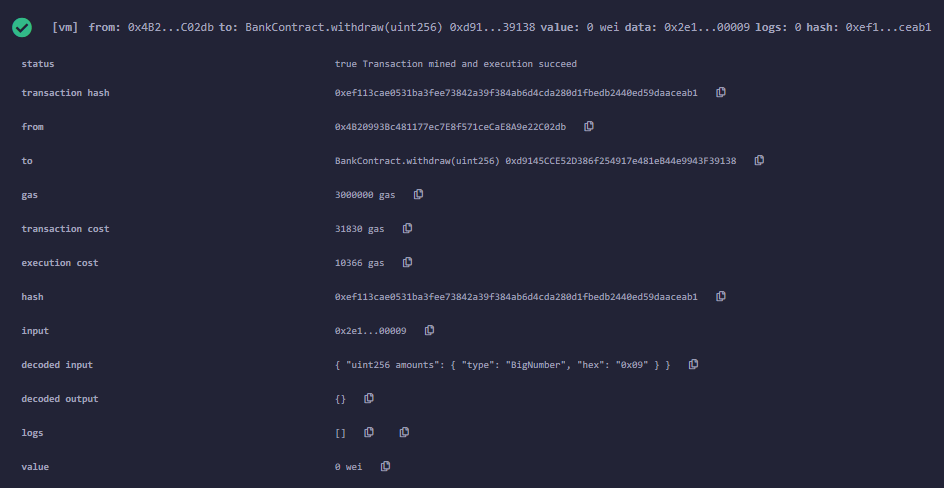 [vm] from: 0x4B2...C02db to: BankContract.withdraw(uint256) 0xd91...39138 value: 0 wei data: 0x2e1...00009 logs: 0 hash: 0xef1...ceab1
status true Transaction mined and execution succeed
transaction hash 0xef113cae0531ba3fee73842a39f384ab6d4cda280d1fbedb2440ed59daaceab1
from 0x4B20993Bc481177ec7E8f571ceCaE8A9e22C02db
to BankContract.withdraw(uint256) 0xd9145CCE52D386f254917e481eB44e9943F39138
gas 3000000 gas
transaction cost 31830 gas
execution cost 10366 gas
hash 0xef113cae0531ba3fee73842a39f384ab6d4cda280d1fbedb2440ed59daaceab1
input 0x2e1...00009
decoded input { "uint256 amounts": { "type": "BigNumber", "hex": "0x09" } }
decoded output {}
logs []
value 0 wei